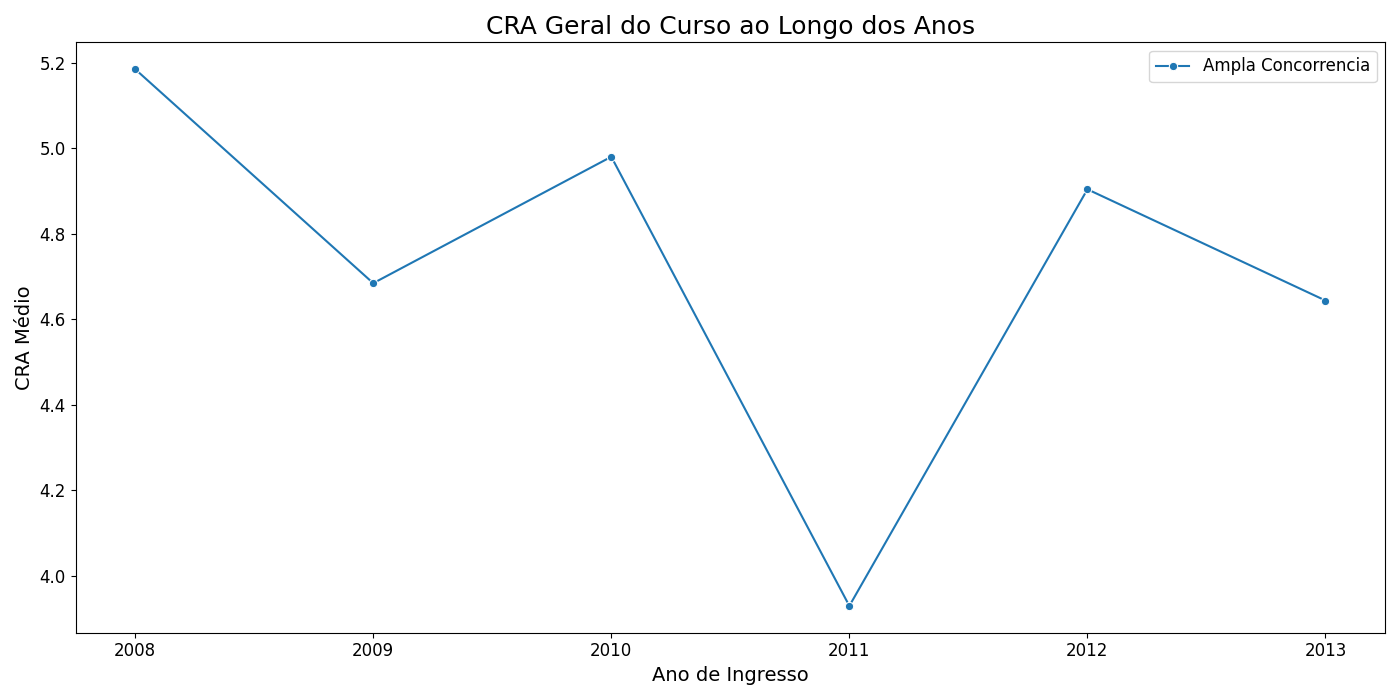 CRA Geral do Curso ao Longo dos Anos
Ampla Concorrencia
5.2
5.0
4.8
4.6
4.4
4.2
4.0
CRA Médio
2008 2009 2010 2011 2012 2013
Ano de Ingresso